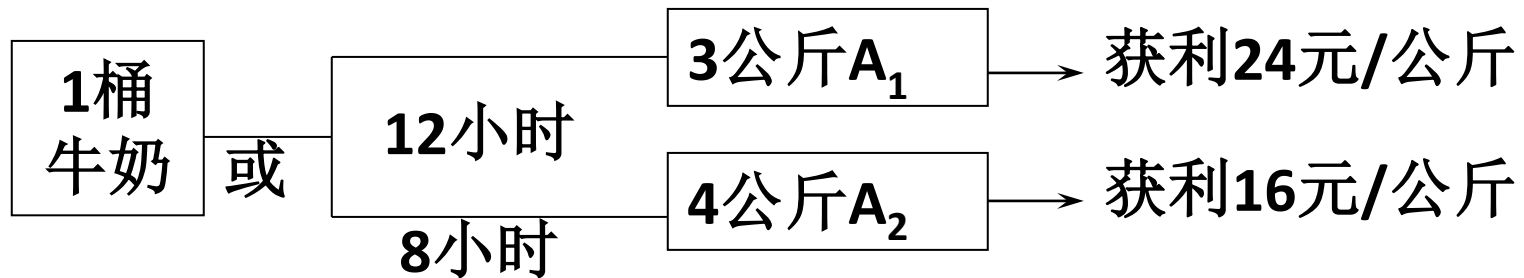 1桶
牛奶
或
12小时
8小时
3公斤A₁
获利24元/公斤
4公斤A₂
获利16元/公斤